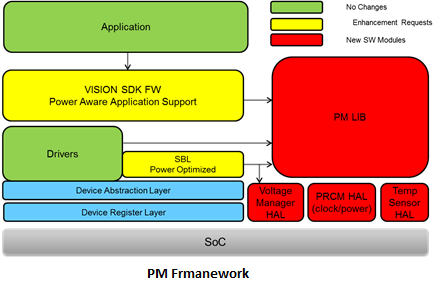 Application
No Changes
Enhancement Requests
New SW Modules
VISION SDK FW
Power Aware Application Support
PM LIB
Drivers
SBL
Power Optimized
Device Abstraction Layer
Device Register Layer
Voltage
Manager
HAL
PRCM HAL
(clock/power)
Temp
Sensor
HAL
SoC
PM Frmanework